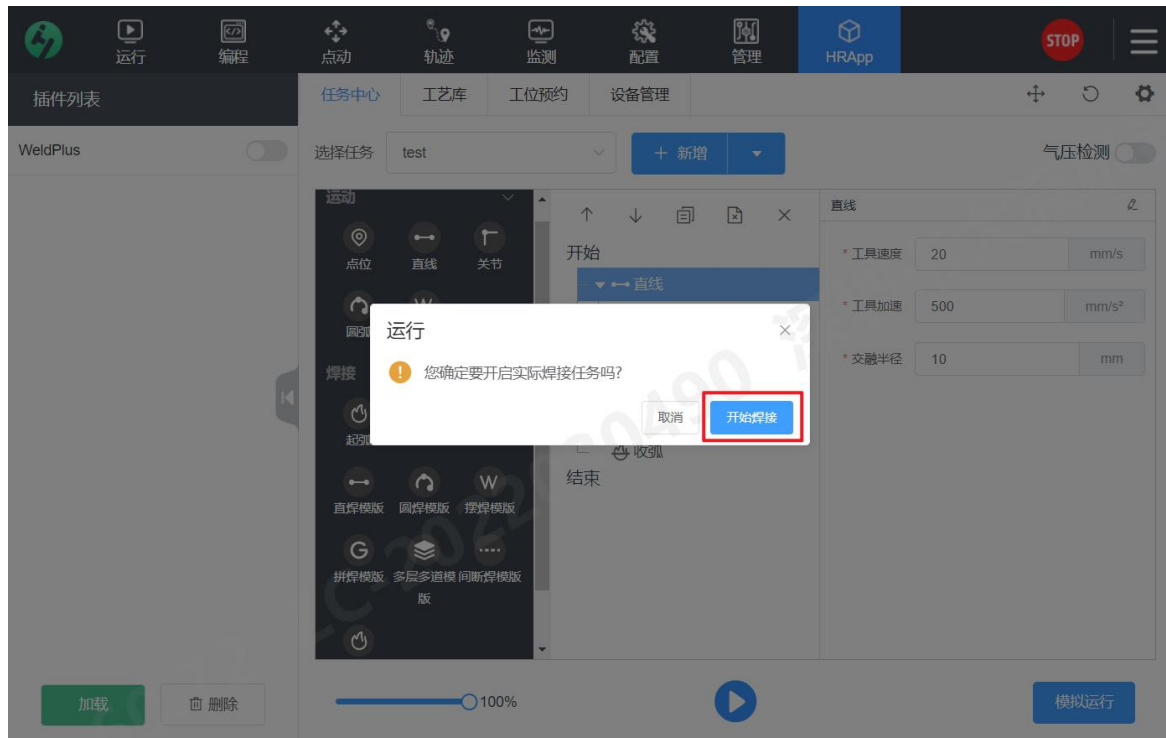 运行 编程 点动 轨迹 监测 配置 管理 HRApp STOP
插件列表
任务中心 工艺库 工位预约 设备管理
WeldPlus
选择任务 test + 新增 气压检测
运动
点位 直线 关节
圆弧
焊接
起弧
直焊模版 圆焊模版 摆焊模版
拼焊模版 多层多道模版 间断焊模版
开始
直线
收弧
结束
直线
* 工具速度 20 mm/s
* 工具加速 500 mm/s²
* 交融半径 10 mm
运行
您确定要开启实际焊接任务吗?
取消 开始焊接
加载 删除
100%
模拟运行